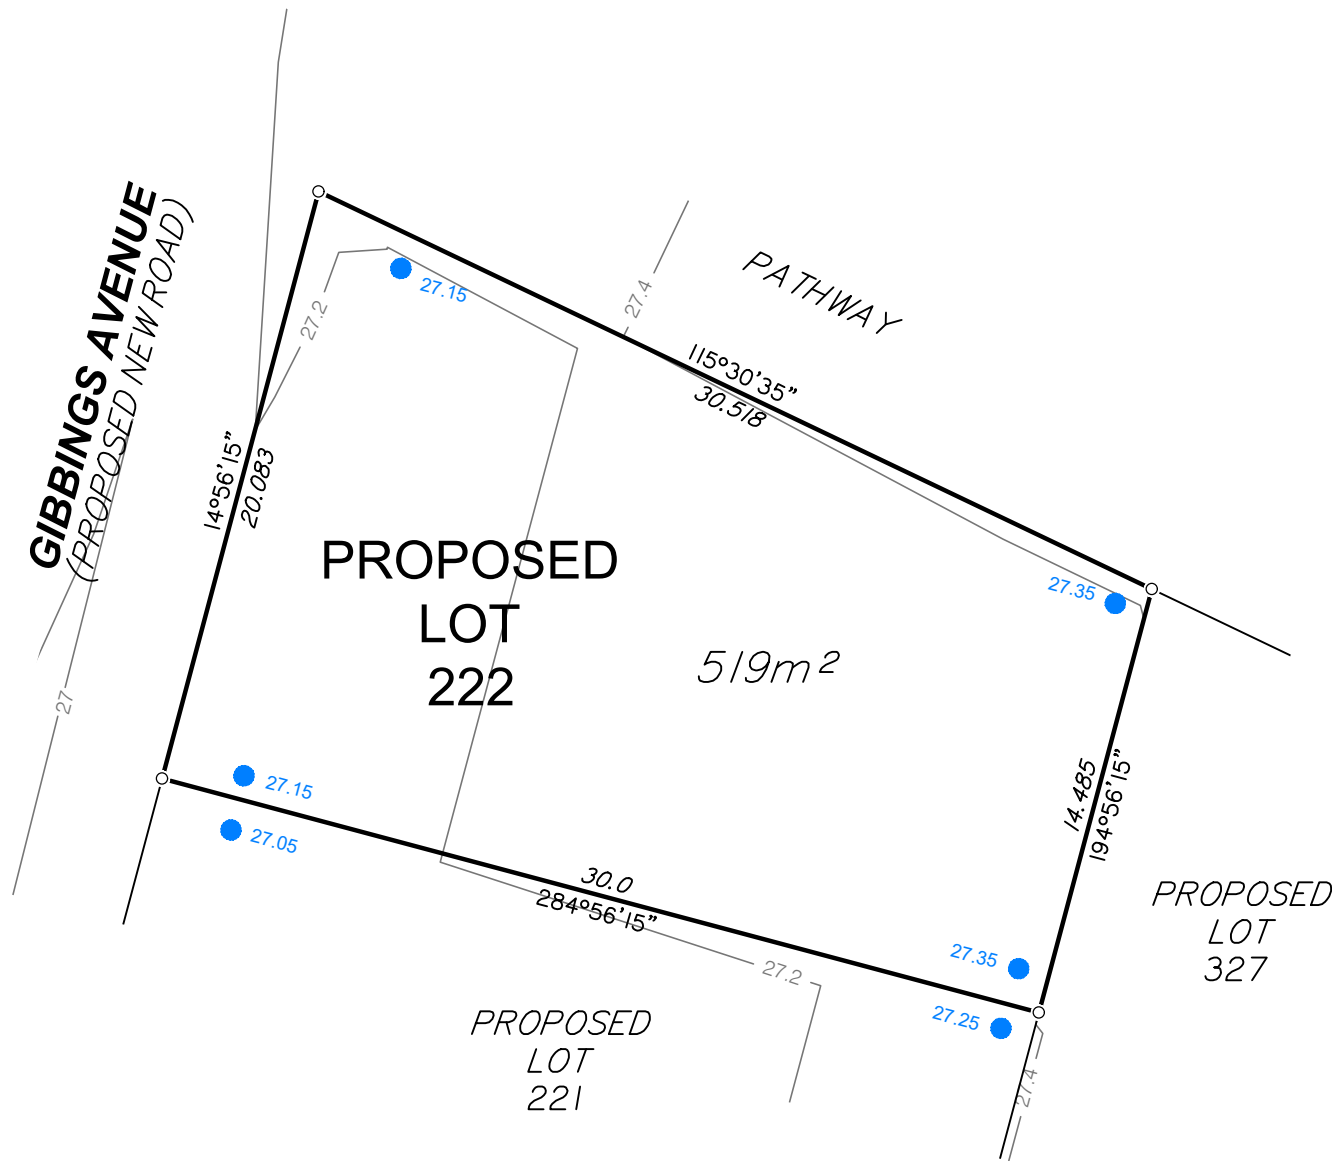 GIBBINGS AVENUE
(PROPOSED NEW ROAD)
PATHWAY
27.4
27.2
27.15
115°30'35"
30.518
14°56'15"
20.083
PROPOSED
LOT
222
519m²
27.35
27
14.485
194°56'15"
27.15
27.05
30.0
284°56'15"
27.35
27.2
27.25
27.4
PROPOSED
LOT
327
PROPOSED
LOT
221